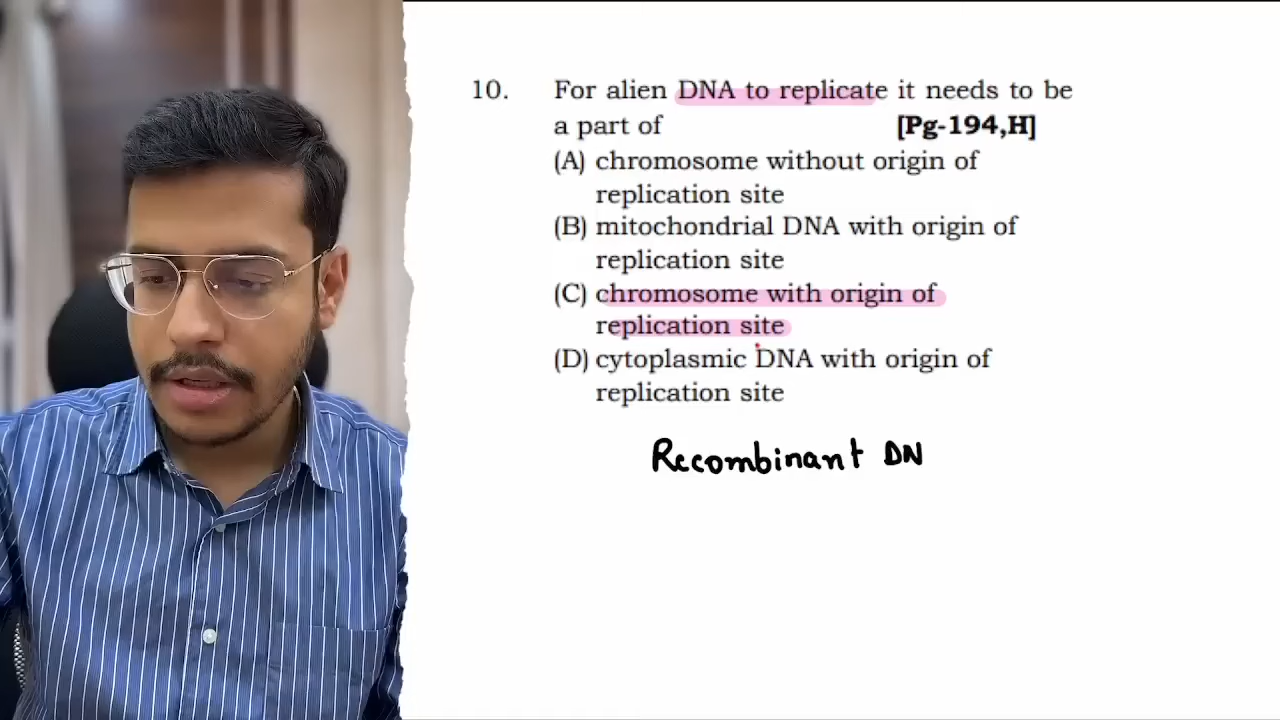 10. For alien DNA to replicate it needs to be
a part of [Pg-194,H]
(A) chromosome without origin of
replication site
(B) mitochondrial DNA with origin of
replication site
(C) chromosome with origin of
replication site
(D) cytoplasmic DNA with origin of
replication site
Recombinant DN